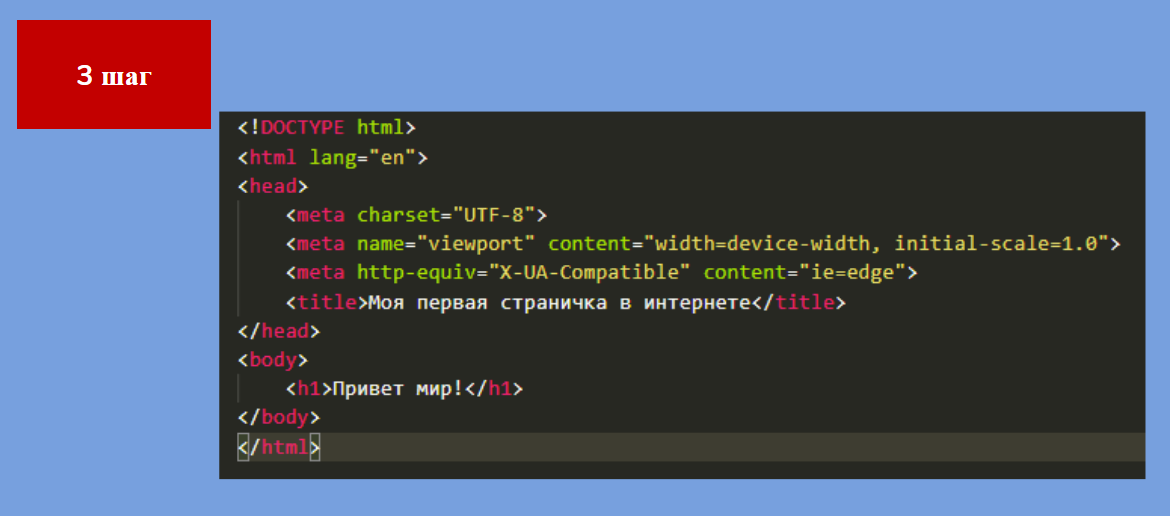 3 шаг
<!DOCTYPE html>
<html lang="en">
<head>
    <meta charset="UTF-8">
    <meta name="viewport" content="width=device-width, initial-scale=1.0">
    <meta http-equiv="X-UA-Compatible" content="ie=edge">
    <title>Моя первая страничка в интернете</title>
</head>
<body>
    <h1>Привет мир!</h1>
</body>
</html>